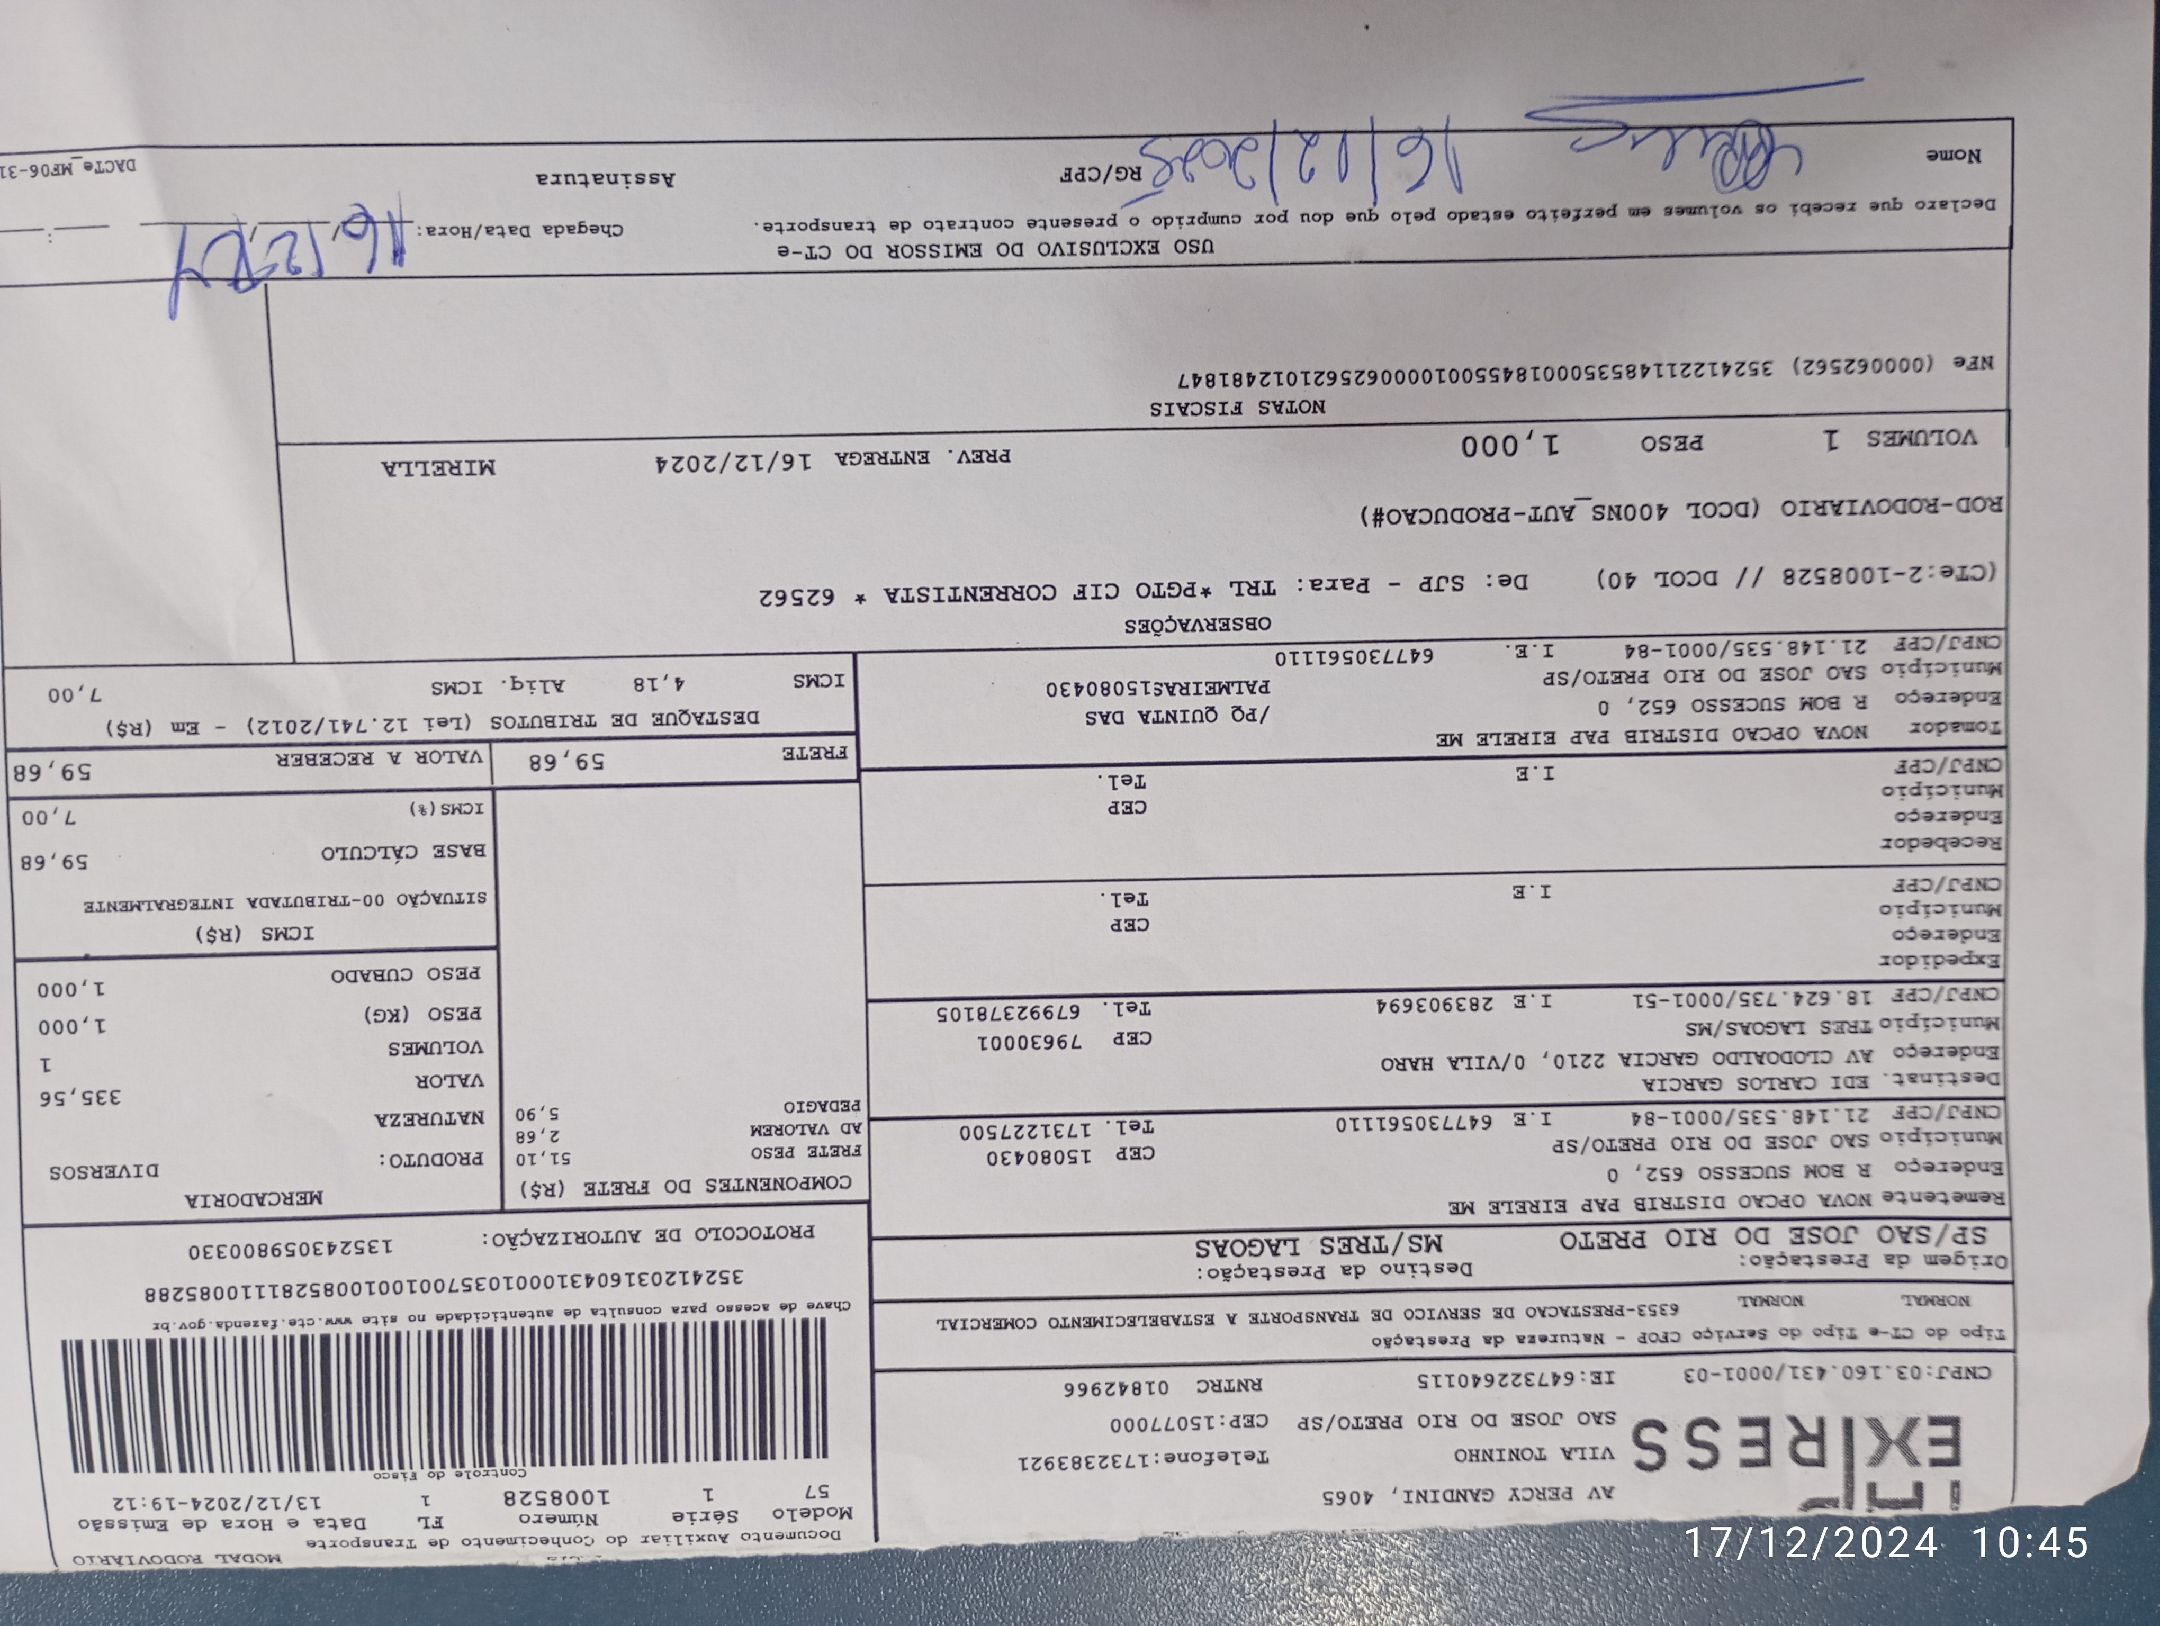 MODAL RODOVIARIO
Documento Auxiliar do Conhecimento de Transporte
Modelo Série Número FL Data e Hora de Emissão
57 1 1008528 1 13/12/2024-19:12
Controle do Fisco
EXPRESS
AV PERCY GANDINI, 4065
VILA TONINHO Telefone:1732383921
SAO JOSE DO RIO PRETO/SP CEP:15077000
CNPJ:03.160.431/0001-03 IE:647322640115 RNTRC 01842966
Tipo do CT-e Tipo do Serviço CFOP - Natureza da Prestação
NORMAL NORMAL 6353-PRESTACAO DE SERVICO DE TRANSPORTE A ESTABELECIMENTO COMERCIAL
Chave de acesso para consulta de autenticidade no site www.cte.fazenda.gov.br
35241203160431000103570010010085281110085288
PROTOCOLO DE AUTORIZAÇÃO: 135243059800330
Origem da Prestação: Destino da Prestação:
SP/SAO JOSE DO RIO PRETO MS/TRES LAGOAS
Remetente NOVA OPCAO DISTRIB PAP EIRELE ME
Endereço R BOM SUCESSO 652, 0 CEP 15080430
Município SAO JOSE DO RIO PRETO/SP Tel. 1731227500
CNPJ/CPF 21.148.535/0001-84 I.E 647730561110
Destinat. EDI CARLOS GARCIA
Endereço AV CLODOALDO GARCIA 2210, 0/VILA HARO
Município TRES LAGOAS/MS CEP 79630001
CNPJ/CPF 18.624.735/0001-51 I.E 283903694 Tel. 67992378105
Expedidor
Endereço
Município CEP
CNPJ/CPF I.E Tel.
Recebedor
Endereço
Município CEP
CNPJ/CPF I.E Tel.
Tomador NOVA OPCAO DISTRIB PAP EIRELE ME
Endereço R BOM SUCESSO 652, 0 /PQ QUINTA DAS
Município SAO JOSE DO RIO PRETO/SP PALMEIRAS15080430
CNPJ/CPF 21.148.535/0001-84 I.E. 647730561110
COMPONENTES DO FRETE (R$)
FRETE PESO 51,10
AD VALOREM 2,68
PEDAGIO 5,90
MERCADORIA
PRODUTO: DIVERSOS
NATUREZA
VALOR 335,56
VOLUMES 1
PESO (KG) 1,000
PESO CUBADO 1,000
ICMS (R$)
SITUAÇÃO 00-TRIBUTADA INTEGRALMENTE
BASE CÁLCULO 59,68
ICMS(%) 7,00
FRETE 59,68 VALOR A RECEBER 59,68
DESTAQUE DE TRIBUTOS (Lei 12.741/2012) - Em (R$)
ICMS 4,18 Aliq. ICMS 7,00
OBSERVAÇÕES
(CTe:2-1008528 // DCOL 40) De: SJP - Para: TRL *PGTO CIF CORRENTISTA * 62562
ROD-RODOVIARIO (DCOL 400NS_AUT-PRODUCAO#)
VOLUMES 1 PESO 1,000 PREV. ENTREGA 16/12/2024 MIRELLA
NOTAS FISCAIS
NFe (000062562) 35241221148535000184550010000625621012481847
USO EXCLUSIVO DO EMISSOR DO CT-e
Declaro que recebi os volumes em perfeito estado pelo que dou por cumprido o presente contrato de transporte.
Chegada Data/Hora: 16/12/24 :
Nome 16/12/2025 RG/CPF Assinatura
DACTe_MF06-31
17/12/2024 10:45